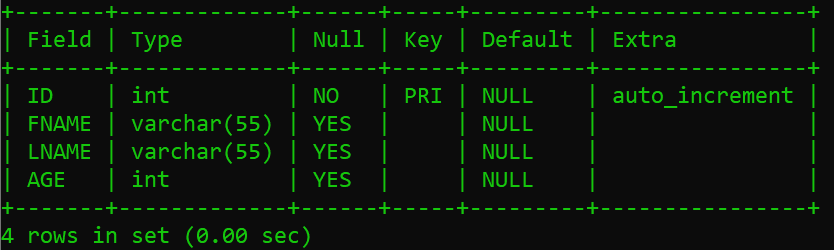 +-------+-------------+------+-----+---------+----------------+
| Field | Type        | Null | Key | Default | Extra          |
+-------+-------------+------+-----+---------+----------------+
| ID    | int         | NO   | PRI | NULL    | auto_increment |
| FNAME | varchar(55) | YES  |     | NULL    |                |
| LNAME | varchar(55) | YES  |     | NULL    |                |
| AGE   | int         | YES  |     | NULL    |                |
+-------+-------------+------+-----+---------+----------------+
4 rows in set (0.00 sec)